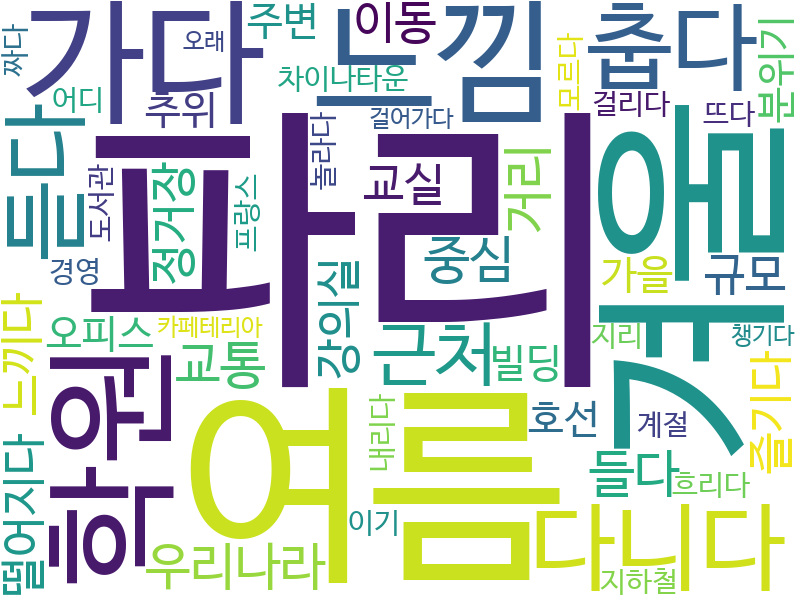 짜다
가다
오래
주변
이동
느낌
춥다
분위기
어디
추위
차이나타운
모르다
걸리다
뜨다
틀다
걸어가다
놀라다
파리
겨울
도서관
정거장
프랑스
교실
거리
경영
중심
가을
규모
느끼다
오피스
카페테리아
강의실
근처
지리
챙기다
교통
빌딩
학원
여름
즐기다
내리다
호선
계절
떨어지다
들다
흐리다
이기
우리나라
다니다
지하철